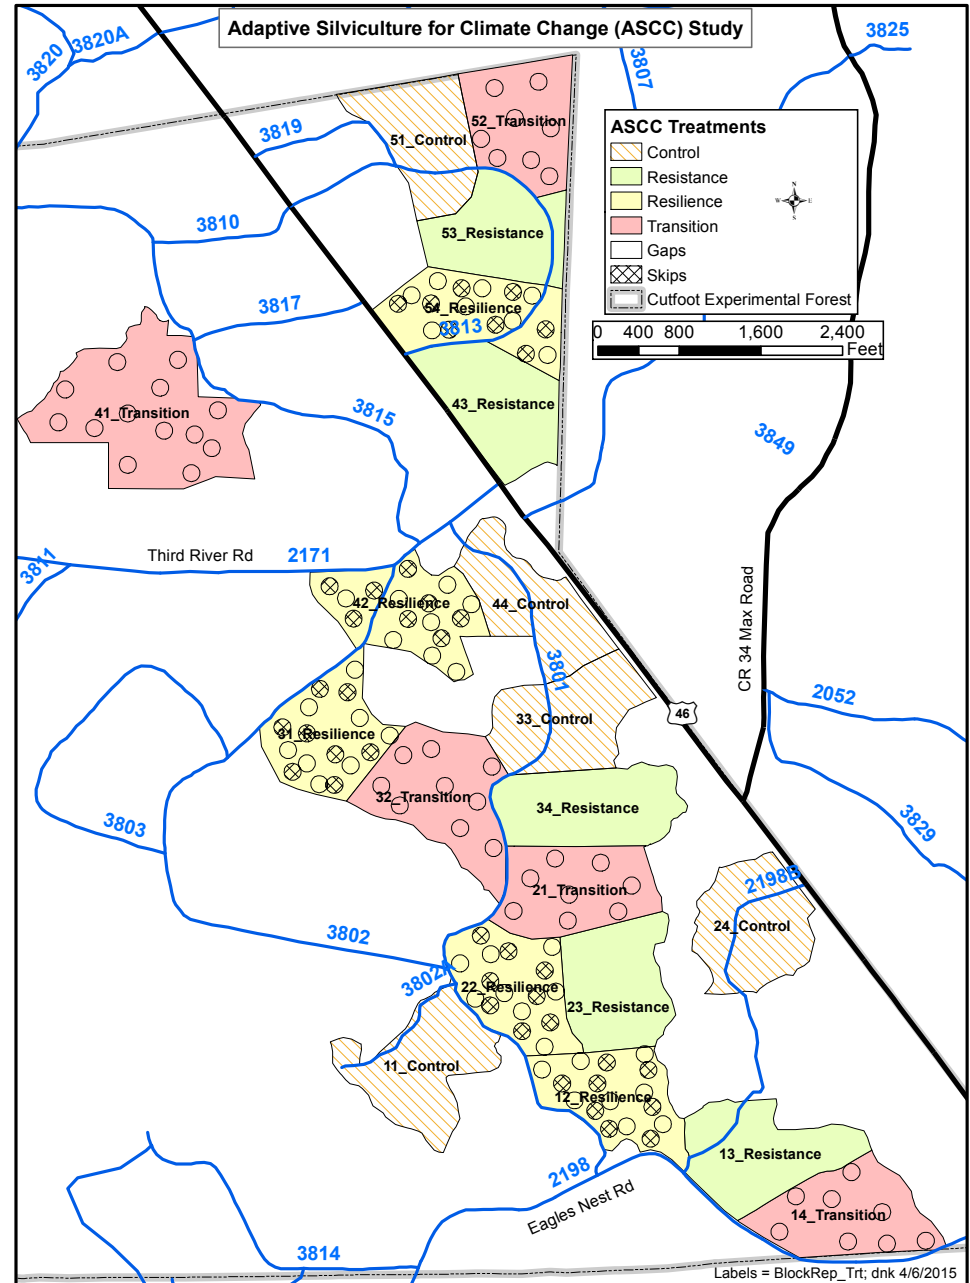 Adaptive Silviculture for Climate Change (ASCC) Study
3820
3820A
3807
3825
3819
51_Control
52_Transition
ASCC Treatments
Control
Resistance
Resilience
Transition
Gaps
Skips
Cutfoot Experimental Forest
N
W
E
S
0 400 800 1,600 2,400
Feet
3810
53_Resistance
3817
54_Resilience
3813
41_Transition
3815
43_Resistance
3849
3811
Third River Rd
2171
42_Resilience
44_Control
3801
CR 34 Max Road
2052
33_Control
46
31_Resilience
32_Transition
34_Resistance
3803
3829
21_Transition
2198B
24_Control
3802
3802A
22_Resilience
23_Resistance
11_Control
12_Resilience
13_Resistance
2198
Eagles Nest Rd
14_Transition
3814
Labels = BlockRep_Trt; dnk 4/6/2015